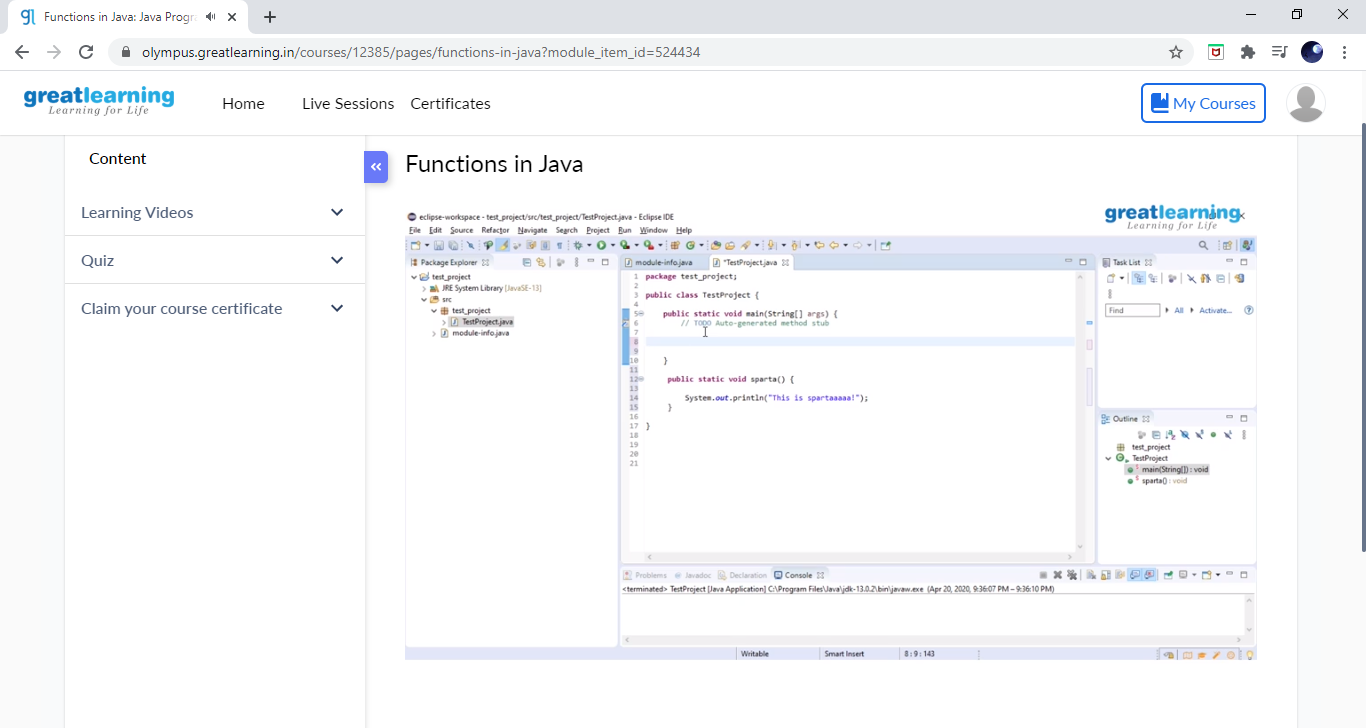 Functions in Java: Java Progr
olympus.greatlearning.in/courses/12385/pages/functions-in-java?module_item_id=524434
greatlearning
Learning for Life
Home Live Sessions Certificates
My Courses
Content
Learning Videos
Quiz
Claim your course certificate
Functions in Java
eclipse-workspace - test_project/src/test_project/TestProject.java - Eclipse IDE
greatlearning
Learning for Life
File Edit Source Refactor Navigate Search Project Run Window Help
Package Explorer
test_project
JRE System Library [JavaSE-13]
src
test_project
TestProject.java
module-info.java
module-info.java *TestProject.java
1 package test_project;
2
3 public class TestProject {
4
5 public static void main(String[] args) {
6 // TODO Auto-generated method stub
7
8
9
10 }
11
12 public static void sparta() {
13
14 System.out.println("This is spartaaaaa!");
15 }
16
17 }
18
19
20
21
Task List
Find All Activate...
Outline
test_project
TestProject
main(String[]) : void
sparta() : void
Problems Javadoc Declaration Console
<terminated> TestProject [Java Application] C:\Program Files\Java\jdk-13.0.2\bin\javaw.exe (Apr 20, 2020, 9:36:07 PM – 9:36:10 PM)
Writable Smart Insert 8 : 9 : 143